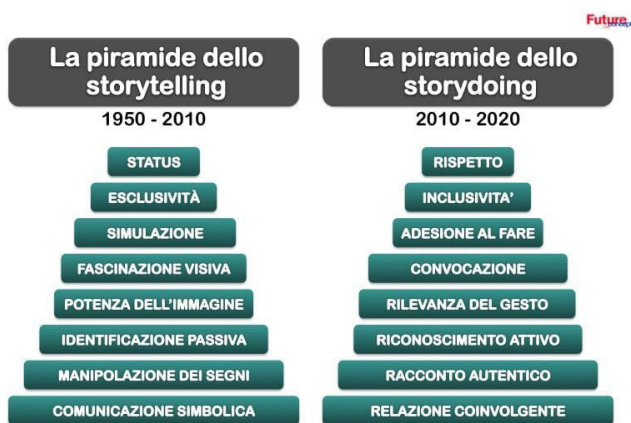 Future
concept
La piramide dello
storytelling
1950 - 2010
STATUS
ESCLUSIVITÀ
SIMULAZIONE
FASCINAZIONE VISIVA
POTENZA DELL'IMMAGINE
IDENTIFICAZIONE PASSIVA
MANIPOLAZIONE DEI SEGNI
COMUNICAZIONE SIMBOLICA
La piramide dello
storydoing
2010 - 2020
RISPETTO
INCLUSIVITA'
ADESIONE AL FARE
CONVOCAZIONE
RILEVANZA DEL GESTO
RICONOSCIMENTO ATTIVO
RACCONTO AUTENTICO
RELAZIONE COINVOLGENTE